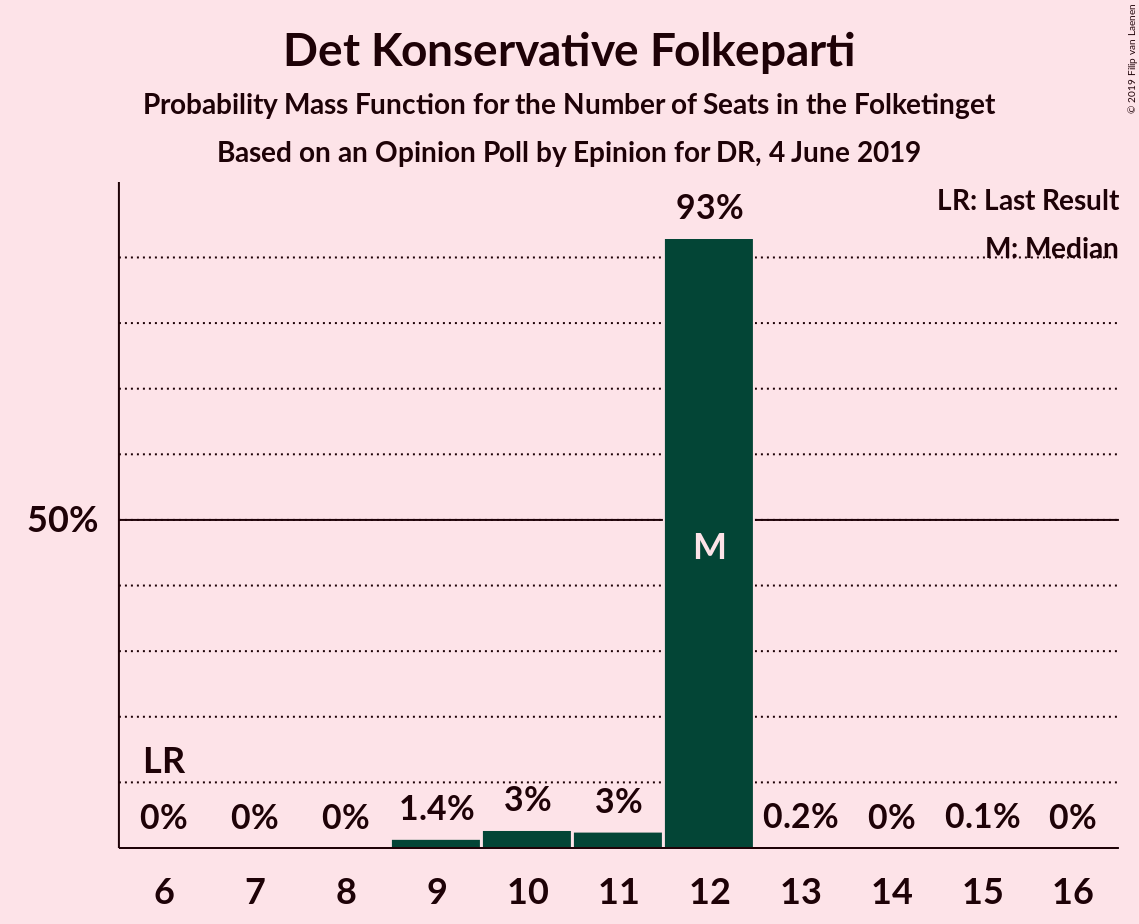 Det Konservative Folkeparti
Probability Mass Function for the Number of Seats in the Folketinget
Based on an Opinion Poll by Epinion for DR, 4 June 2019
© 2019 Filip van Laenen
LR: Last Result
M: Median
93%
50%
M
LR
0%
0%
0%
1.4%
3%
3%
0.2%
0%
0.1%
0%
6 7 8 9 10 11 12 13 14 15 16